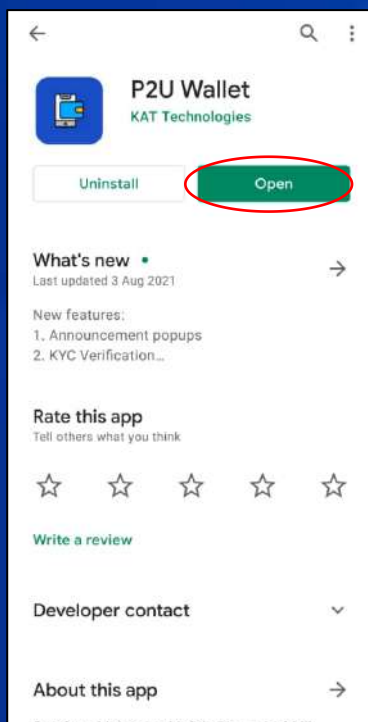 P2U Wallet
KAT Technologies
Uninstall
Open
What's new •
Last updated 3 Aug 2021
New features:
1. Announcement popups
2. KYC Verification...
Rate this app
Tell others what you think
Write a review
Developer contact
About this app